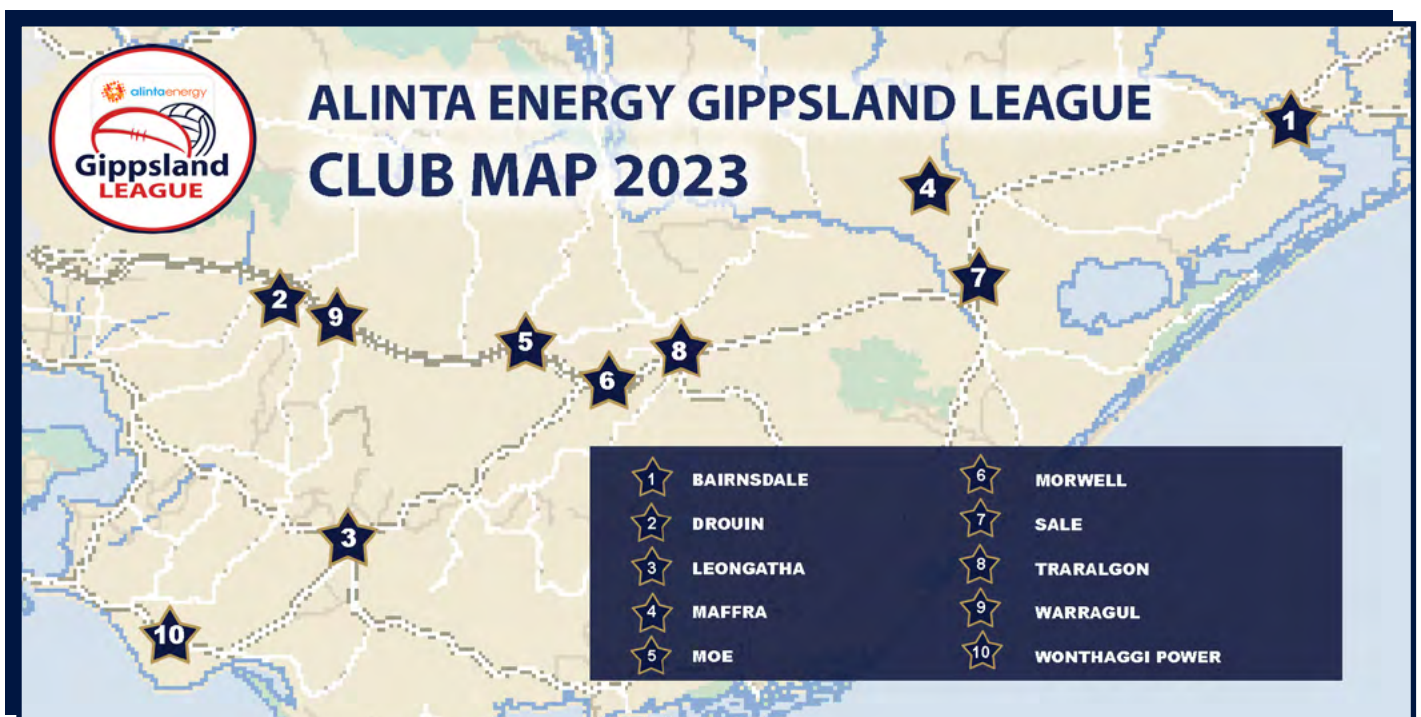 alintaenergy
Gippsland
LEAGUE
ALINTA ENERGY GIPPSLAND LEAGUE
CLUB MAP 2023
1
4
7
2
9
5
8
6
3
10
1 BAIRNSDALE
2 DROUIN
3 LEONGATHA
4 MAFFRA
5 MOE
6 MORWELL
7 SALE
8 TRARALGON
9 WARRAGUL
10 WONTHAGGI POWER